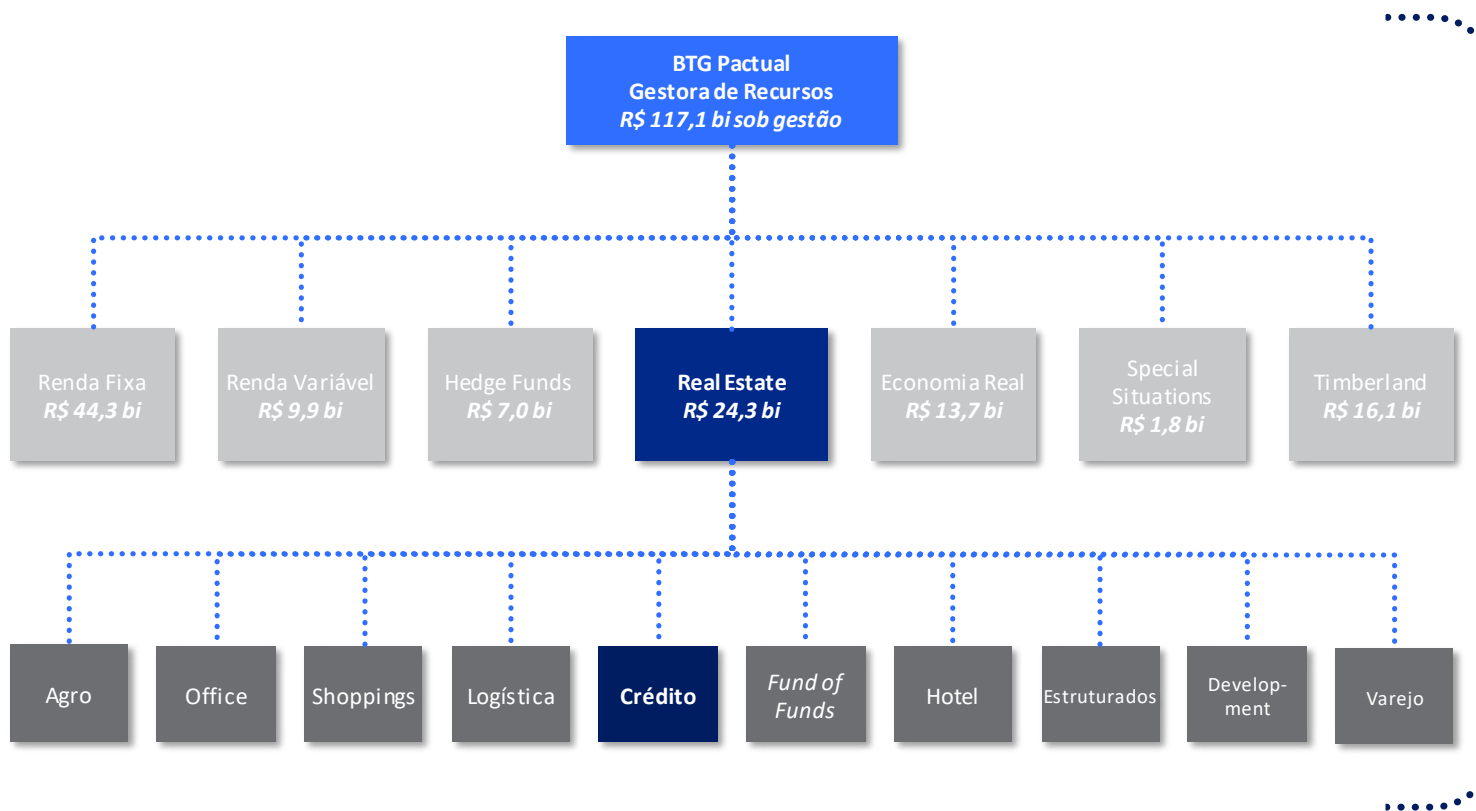 BTG Pactual
Gestora de Recursos
R$ 117,1 bi sob gestão
Renda Fixa
R$ 44,3 bi
Renda Variável
R$ 9,9 bi
Hedge Funds
R$ 7,0 bi
Real Estate
R$ 24,3 bi
Economia Real
R$ 13,7 bi
Special
Situations
R$ 1,8 bi
Timberland
R$ 16,1 bi
Agro
Office
Shoppings
Logística
Crédito
Fund of
Funds
Hotel
Estruturados
Develop-
ment
Varejo